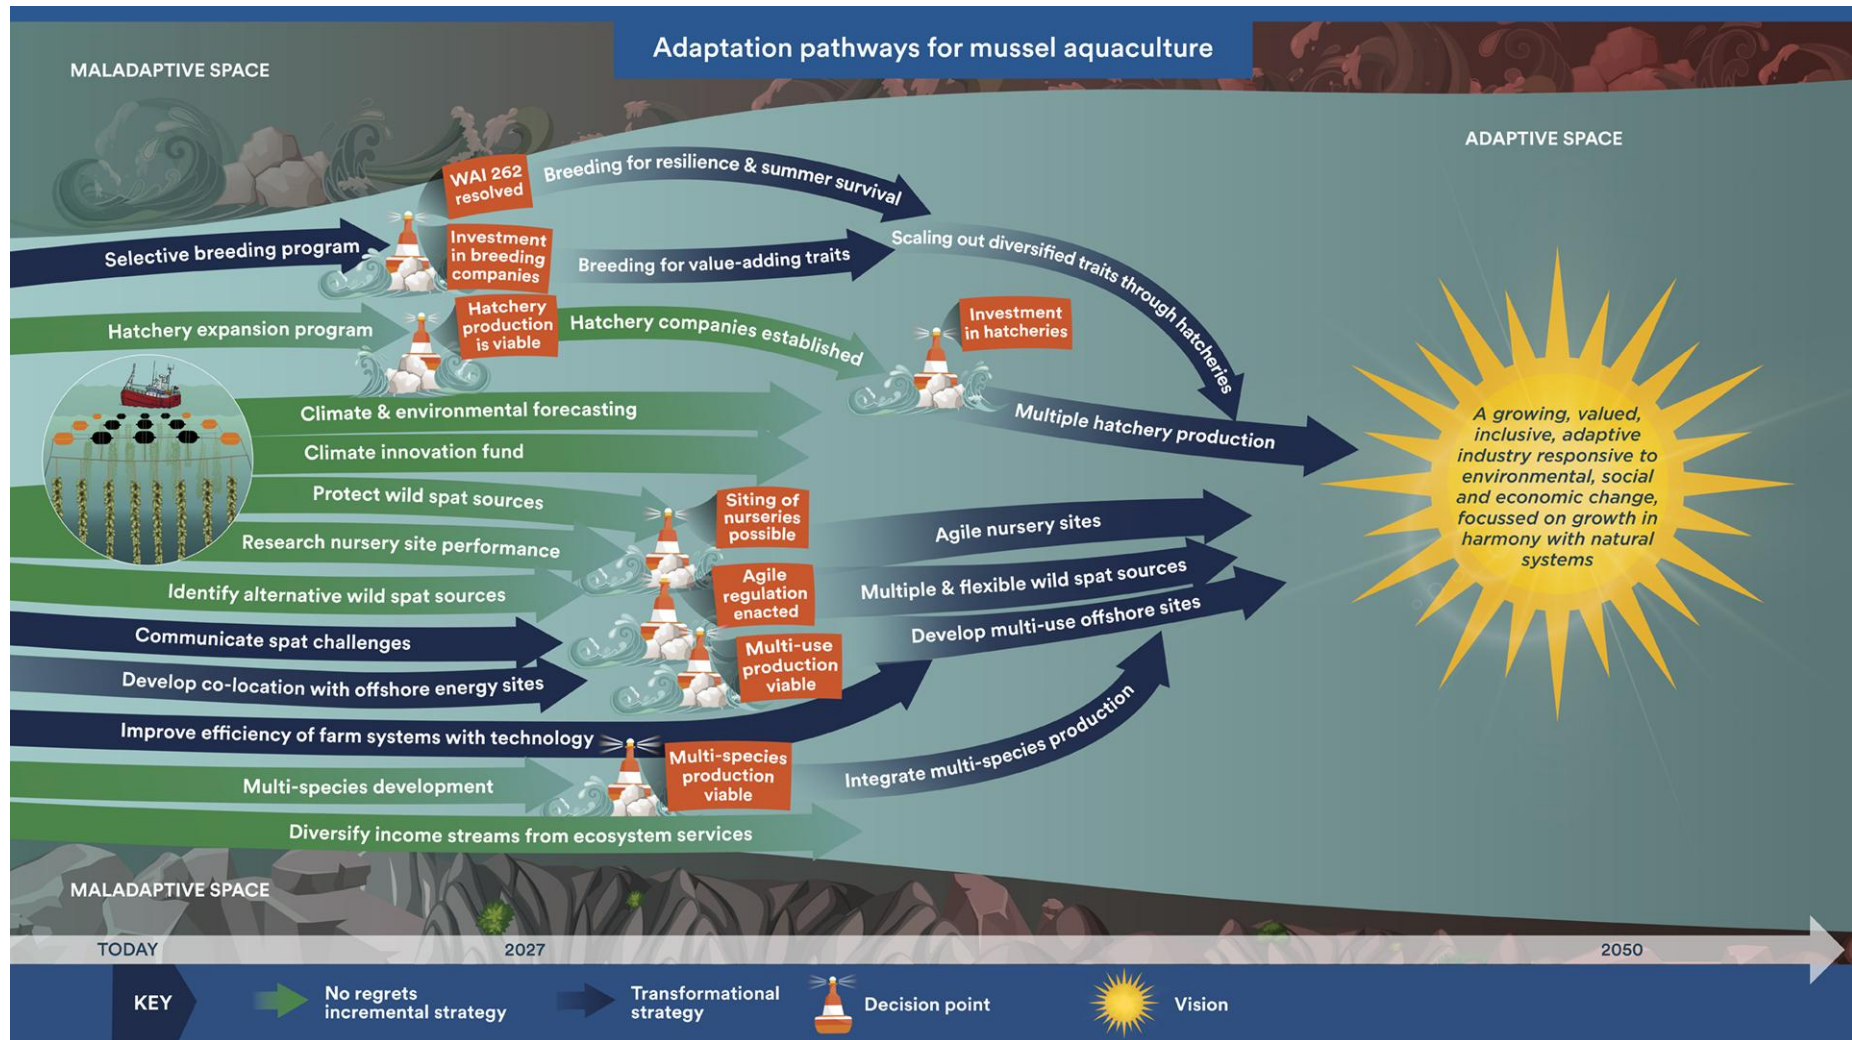 Adaptation pathways for mussel aquaculture
MALADAPTIVE SPACE
ADAPTIVE SPACE
WAI 262
resolved
Breeding for resilience & summer survival
Selective breeding program
Investment
in breeding
companies
Breeding for value-adding traits
Scaling out diversified traits through hatcheries
Hatchery expansion program
Hatchery
production
is viable
Hatchery companies established
Investment
in hatcheries
Climate & environmental forecasting
Multiple hatchery production
Climate innovation fund
Protect wild spat sources
Siting of
nurseries
possible
Agile nursery sites
Research nursery site performance
Identify alternative wild spat sources
Agile
regulation
enacted
Multiple & flexible wild spat sources
Communicate spat challenges
Develop multi-use offshore sites
Develop co-location with offshore energy sites
Multi-use
production
viable
Improve efficiency of farm systems with technology
Multi-species development
Multi-species
production
viable
Integrate multi-species production
Diversify income streams from ecosystem services
A growing, valued,
inclusive, adaptive
industry responsive to
environmental, social
and economic change,
focussed on growth in
harmony with natural
systems
MALADAPTIVE SPACE
TODAY
2027
2050
KEY
No regrets
incremental strategy
Transformational
strategy
Decision point
Vision